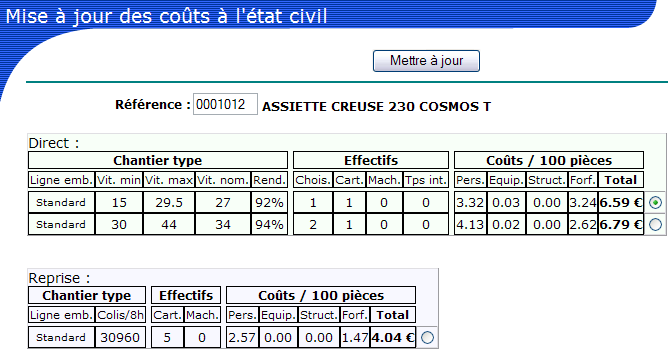 Mise à jour des coûts à l'état civil
Mettre à jour
Référence : 0001012 ASSIETTE CREUSE 230 COSMOS T
Direct :
Chantier type Effectifs Coûts / 100 pièces
Ligne emb. Vit. min Vit. max Vit. nom. Rend. Chois. Cart. Mach. Tps int. Pers. Equip. Struct. Forf. Total
Standard 15 29.5 27 92% 1 1 0 0 3.32 0.03 0.00 3.24 6.59 €
Standard 30 44 34 94% 2 1 0 0 4.13 0.02 0.00 2.62 6.79 €
Reprise :
Chantier type Effectifs Coûts / 100 pièces
Ligne emb. Colis/8h Cart. Mach. Pers. Equip. Struct. Forf. Total
Standard 30960 5 0 2.57 0.00 0.00 1.47 4.04 €